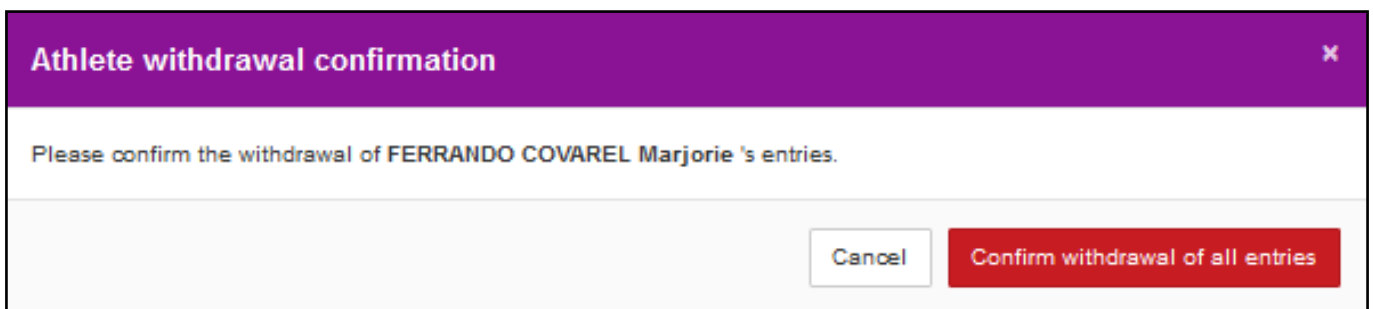 Athlete withdrawal confirmation ×
Please confirm the withdrawal of FERRANDO COVAREL Marjorie 's entries.
Cancel Confirm withdrawal of all entries